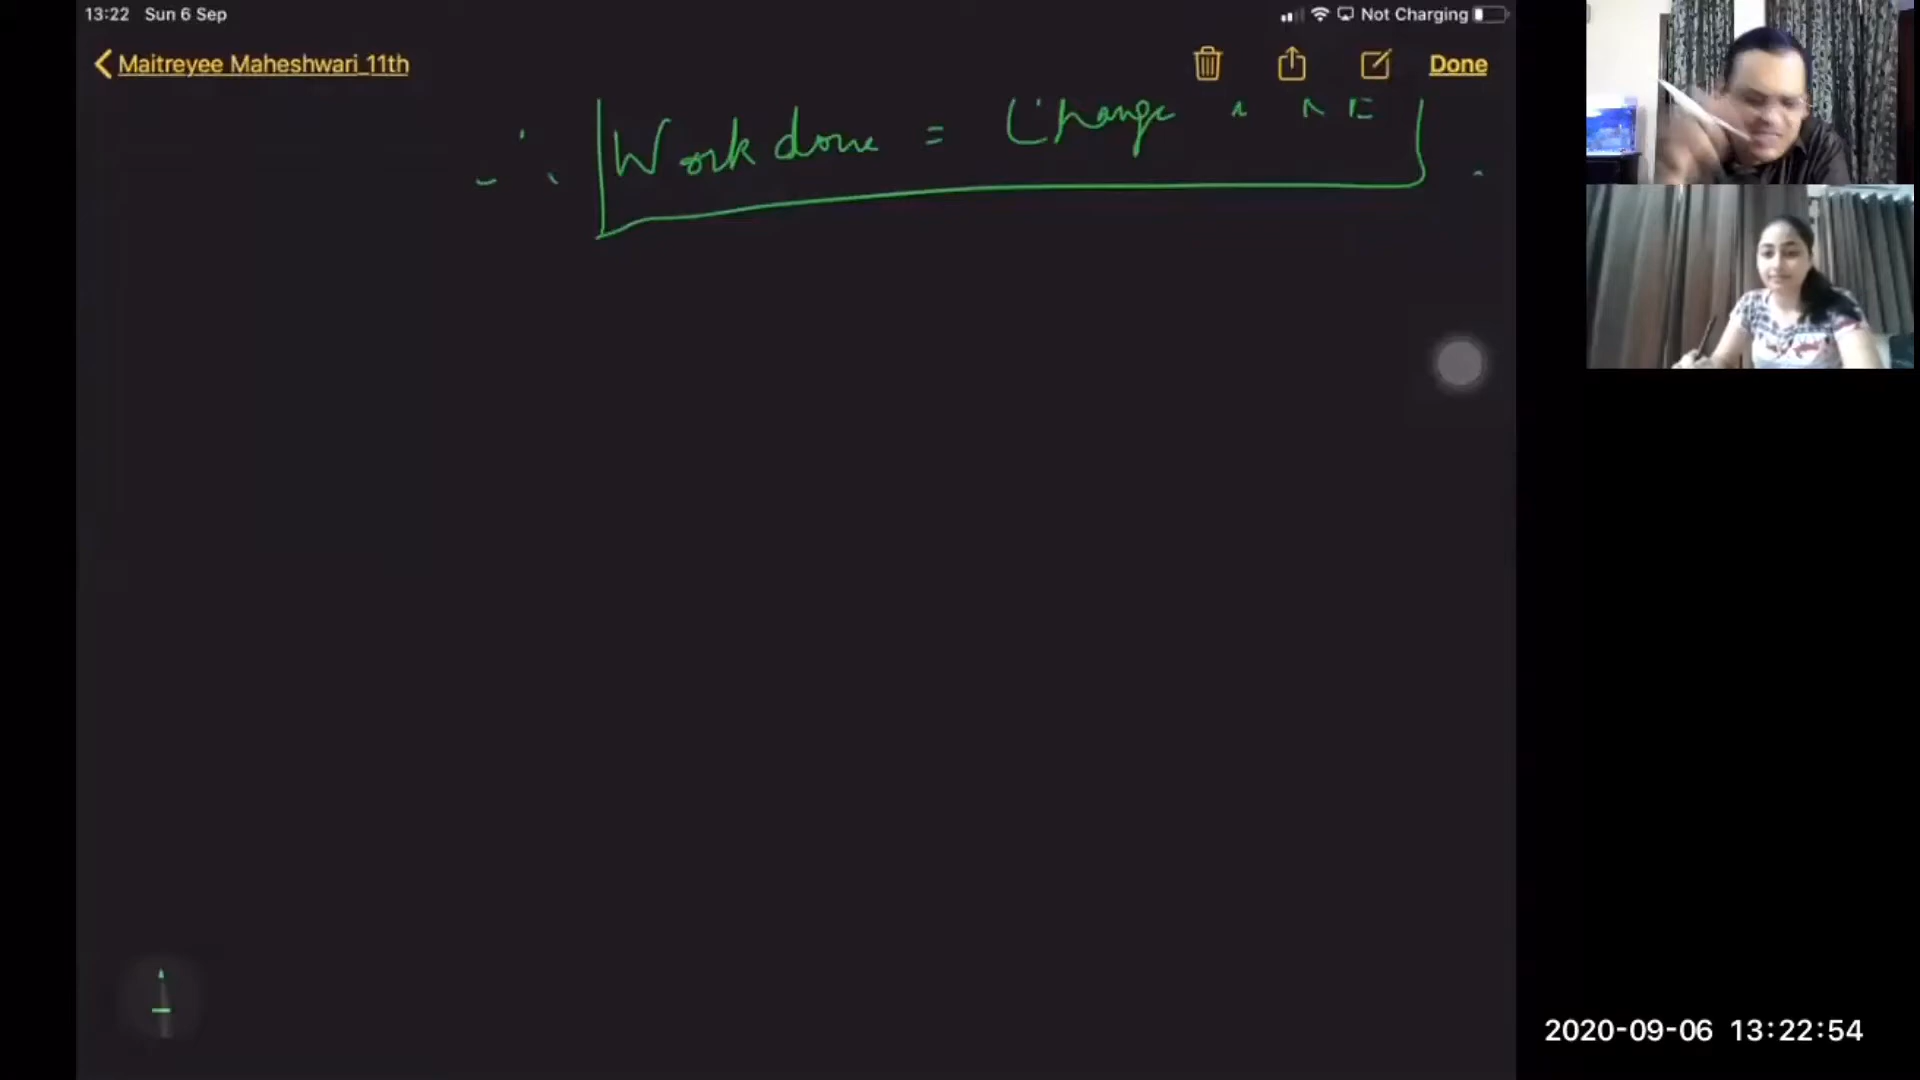 13:22 Sun 6 Sep Not Charging
Maitreyee Maheshwari_11th Done
∴ Work done = Change
2020-09-06 13:22:54